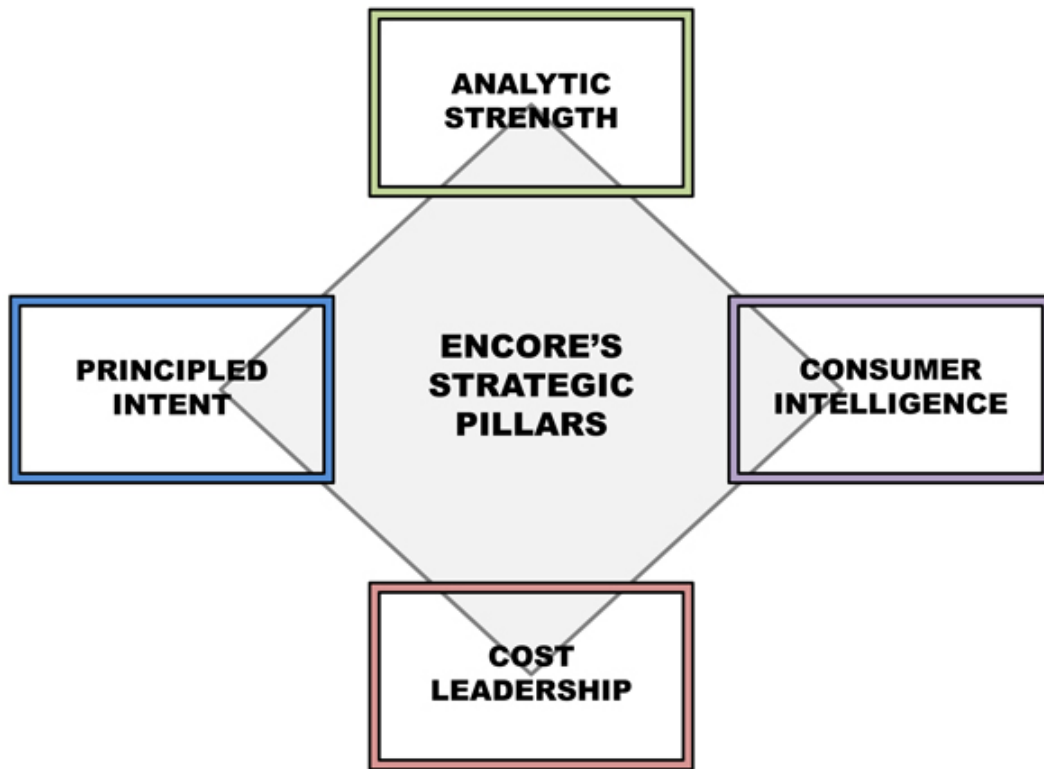 ANALYTIC
STRENGTH
PRINCIPLED
INTENT
ENCORE’S
STRATEGIC
PILLARS
CONSUMER
INTELLIGENCE
COST
LEADERSHIP